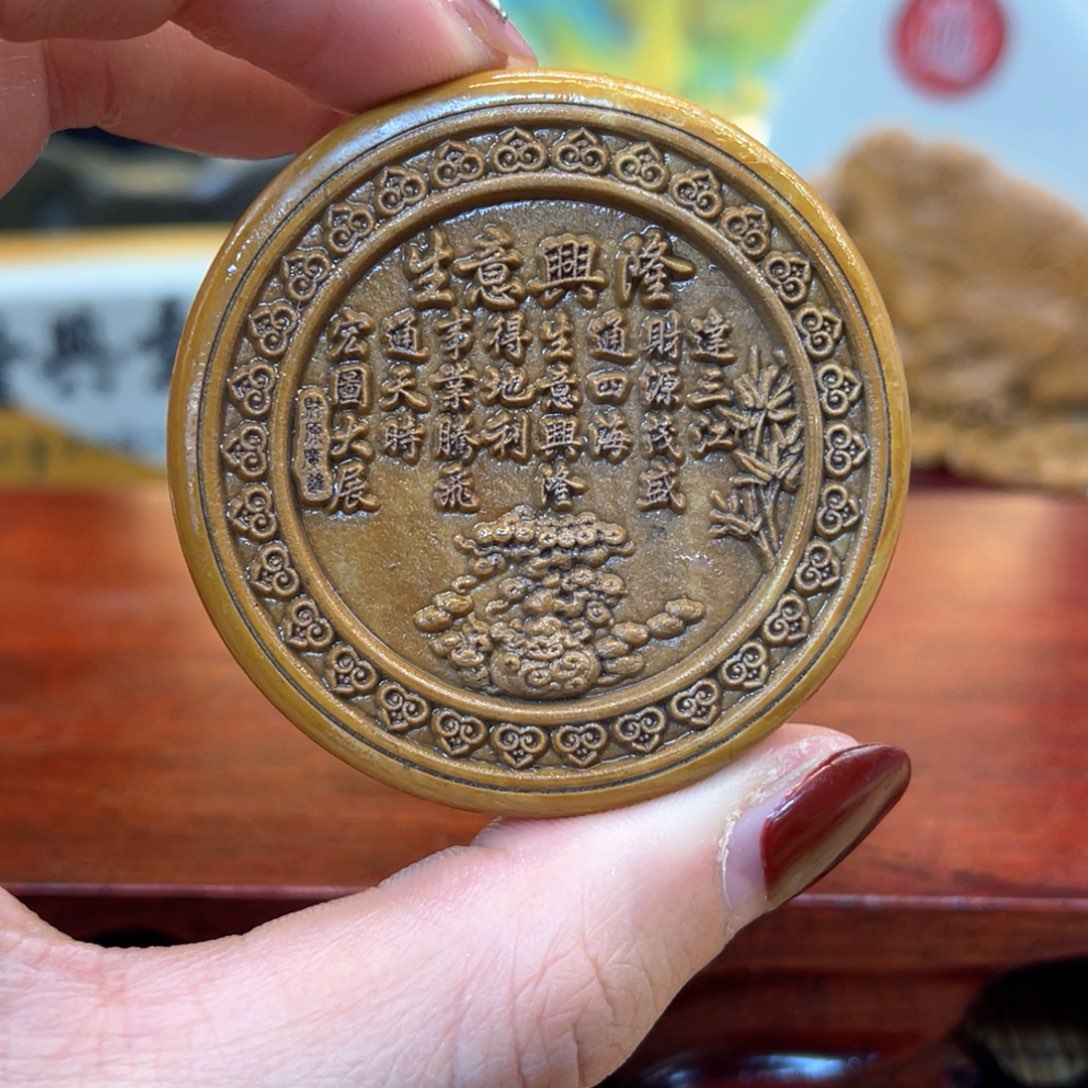 生意興隆
宏圖大展
通天時
事業騰飛
得地利
生意興隆
通四海
財源茂盛
達三江